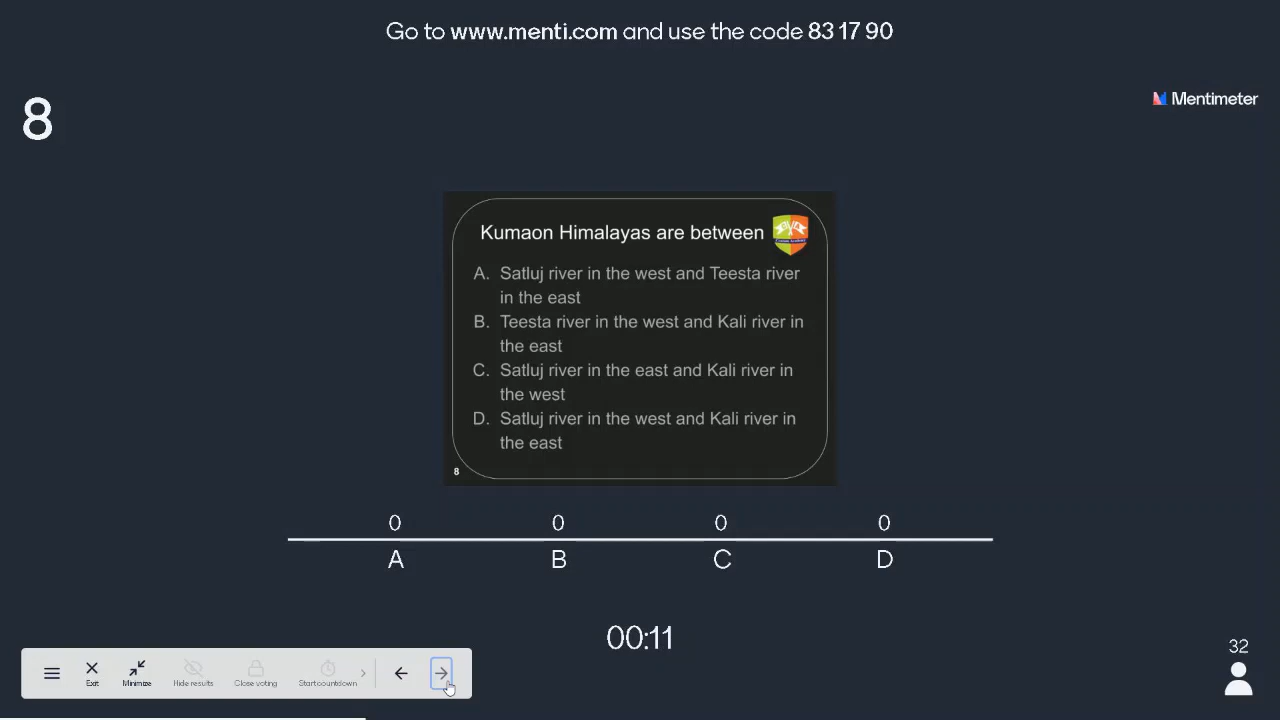 Go to www.menti.com and use the code 83 17 90
8
Mentimeter
Kumaon Himalayas are between
A. Satluj river in the west and Teesta river
in the east
B. Teesta river in the west and Kali river in
the east
C. Satluj river in the east and Kali river in
the west
D. Satluj river in the west and Kali river in
the east
8
0 0 0 0
A B C D
00:11
32
Exit Minimize Hide results Close voting Start countdown